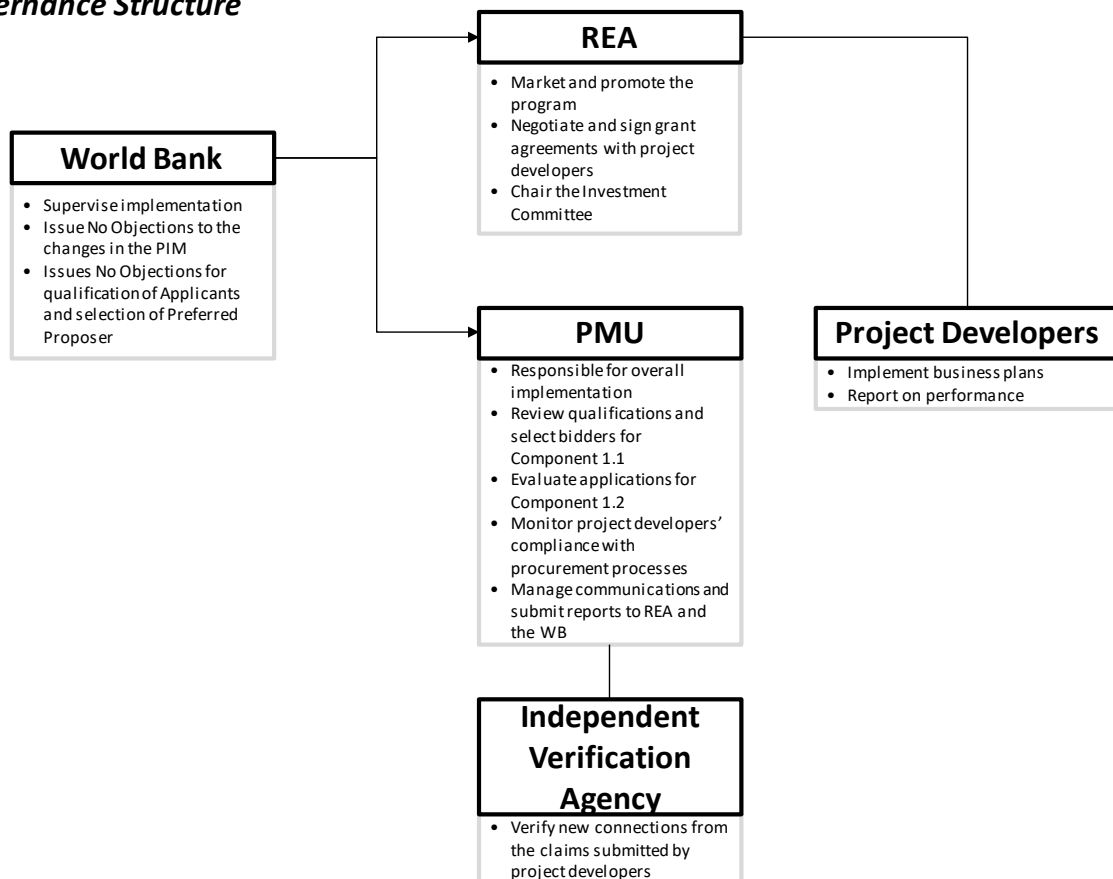 ernance Structure
REA
• Market and promote the
program
• Negotiate and sign grant
agreements with project
developers
• Chair the Investment
Committee
World Bank
• Supervise implementation
• Issue No Objections to the
changes in the PIM
• Issues No Objections for
qualification of Applicants
and selection of Preferred
Proposer
PMU
• Responsible for overall
implementation
• Review qualifications and
select bidders for
Component 1.1
• Evaluate applications for
Component 1.2
• Monitor project developers’
compliance with
procurement processes
• Manage communications and
submit reports to REA and
the WB
Project Developers
• Implement business plans
• Report on performance
Independent
Verification
Agency
• Verify new connections from
the claims submitted by
project developers